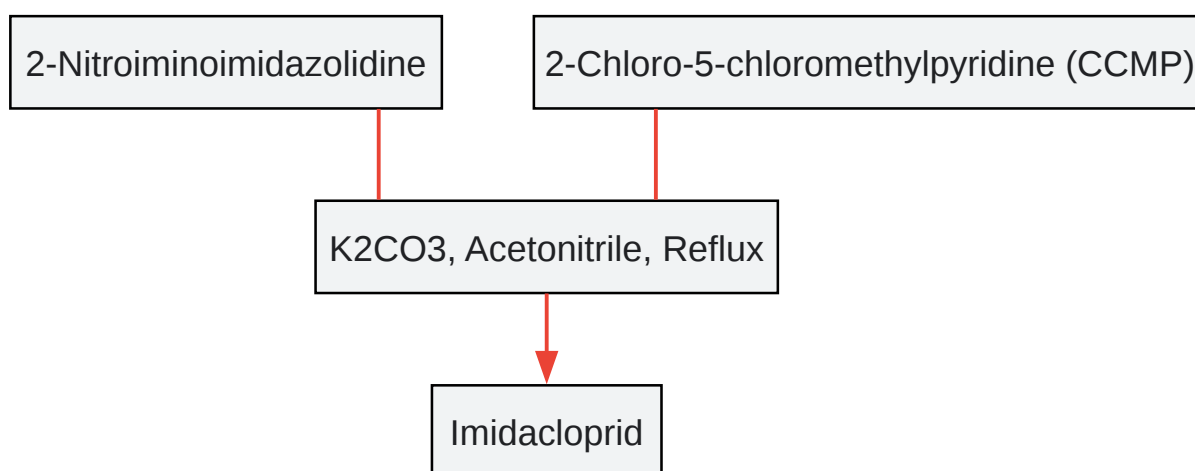 2-Nitroiminoimidazolidine
2-Chloro-5-chloromethylpyridine (CCMP)
K2CO3, Acetonitrile, Reflux
Imidacloprid